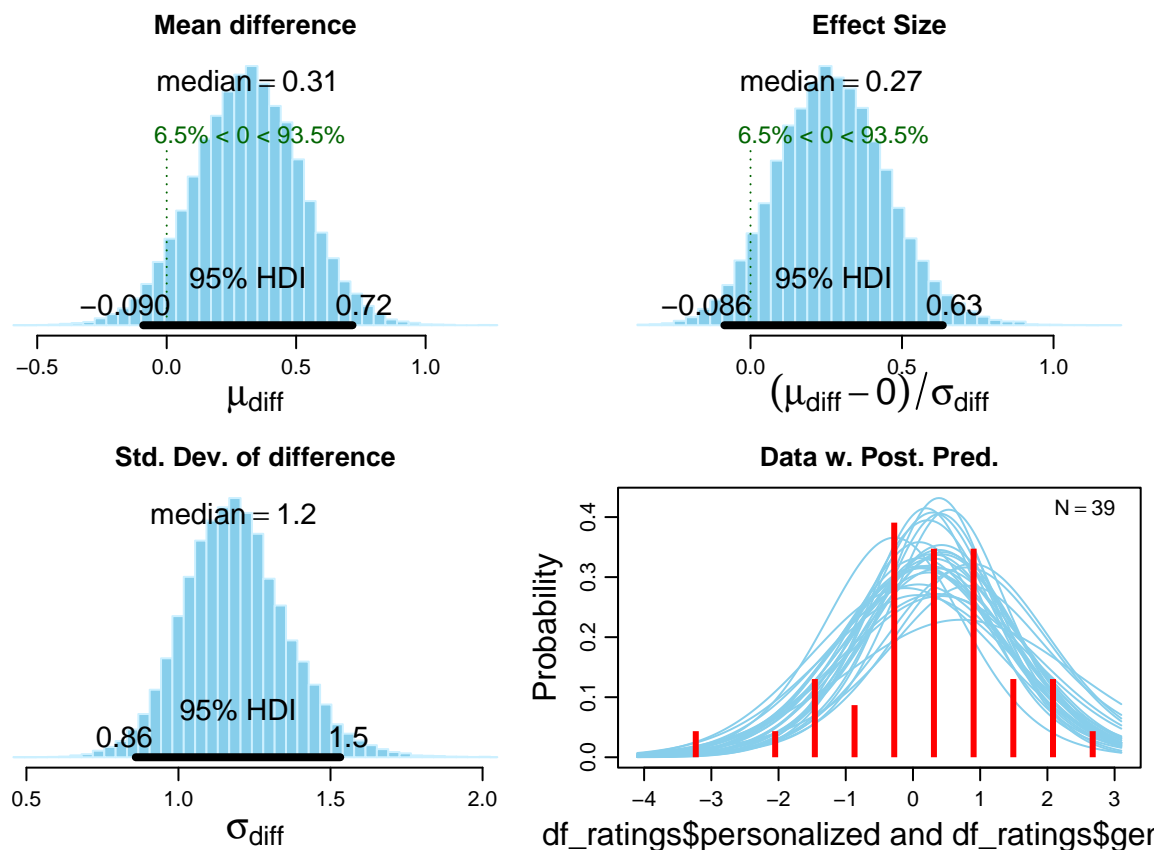 Mean difference
median = 0.31
6.5% < 0 < 93.5%
95% HDI
−0.090 0.72
−0.5 0.0 0.5 1.0
μdiff
Effect Size
median = 0.27
6.5% < 0 < 93.5%
95% HDI
−0.086 0.63
0.0 0.5 1.0
(μdiff − 0)/σdiff
Std. Dev. of difference
median = 1.2
95% HDI
0.86 1.5
0.5 1.0 1.5 2.0
σdiff
Data w. Post. Pred.
N = 39
Probability
0.4
0.3
0.2
0.1
0.0
−4 −3 −2 −1 0 1 2 3
df_ratings$personalized and df_ratings$ger